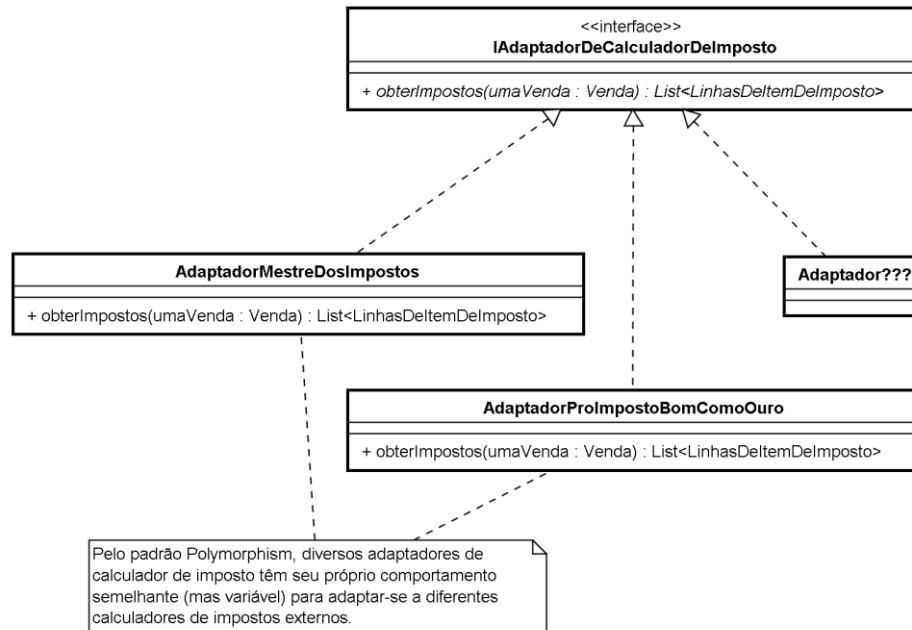 <<interface>>
IAdaptadorDeCalculadorDeImposto
+ obterImpostos(umaVenda : Venda) : List<LinhasDeItemDeImposto>
AdaptadorMestreDosImpostos
+ obterImpostos(umaVenda : Venda) : List<LinhasDeItemDeImposto>
Adaptador???
AdaptadorProImpostoBomComoOuro
+ obterImpostos(umaVenda : Venda) : List<LinhasDeItemDeImposto>
Pelo padrão Polymorphism, diversos adaptadores de
calculador de imposto têm seu próprio comportamento
semelhante (mas variável) para adaptar-se a diferentes
calculadores de impostos externos.